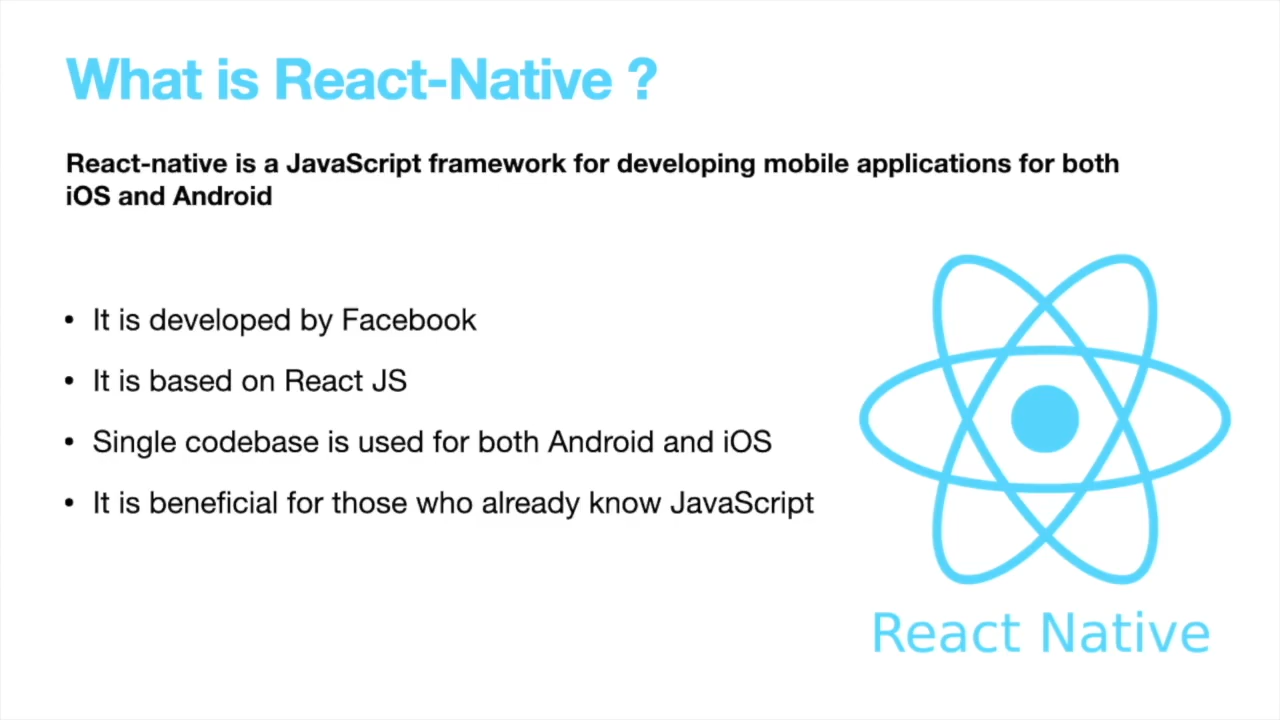 What is React-Native ?
React-native is a JavaScript framework for developing mobile applications for both
iOS and Android
• It is developed by Facebook
• It is based on React JS
• Single codebase is used for both Android and iOS
• It is beneficial for those who already know JavaScript
React Native